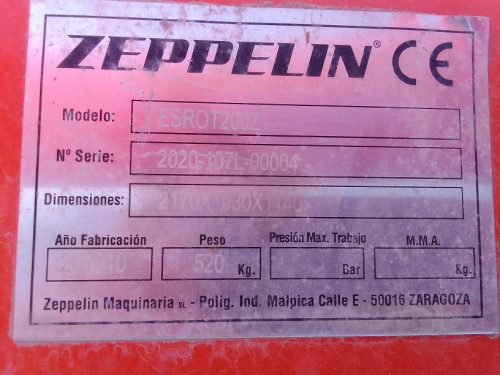 ZEPPELIN® CE
Modelo: ESROT200Z
Nº Serie: 2020-107L-00004
Dimensiones:
Año Fabricación Peso Presión Max. Trabajo M.M.A.
520 Kg. Bar Kg.
Zeppelin Maquinaria SL - Polig. Ind. Malpica Calle E - 50016 ZARAGOZA